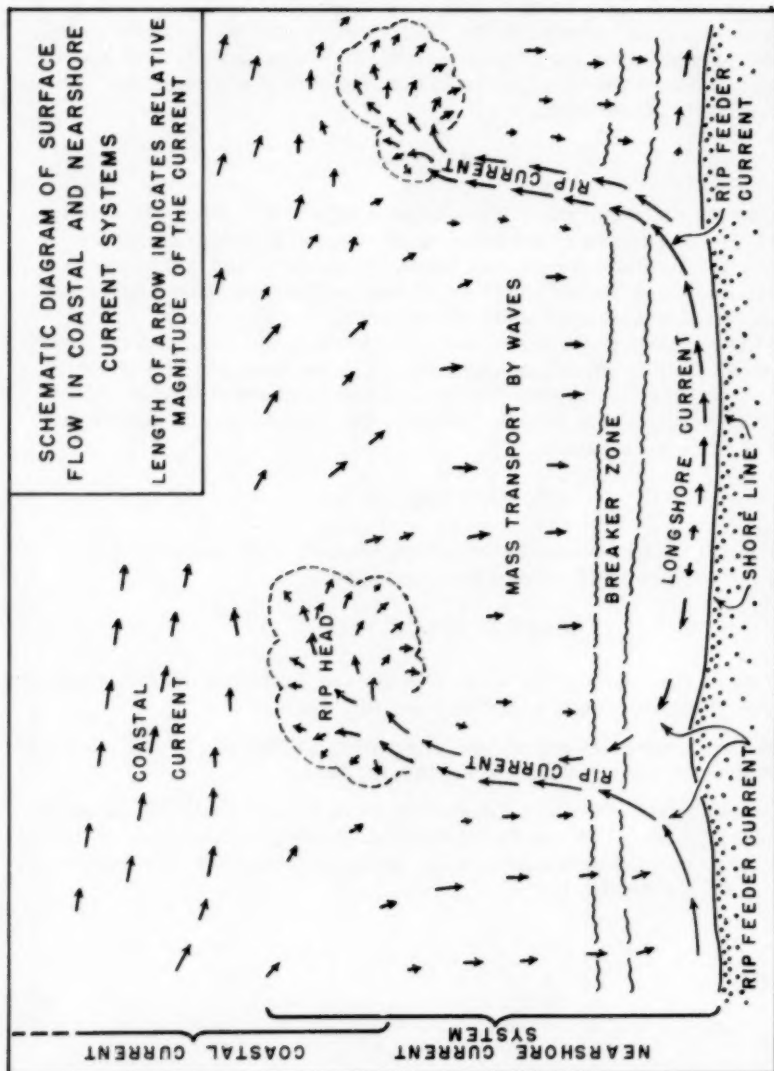 SCHEMATIC DIAGRAM OF SURFACE
FLOW IN COASTAL AND NEARSHORE
CURRENT SYSTEMS
LENGTH OF ARROW INDICATES RELATIVE
MAGNITUDE OF THE CURRENT
COASTAL
CURRENT
RIP HEAD
RIP CURRENT
RIP CURRENT
MASS TRANSPORT BY WAVES
BREAKER ZONE
LONGSHORE CURRENT
SHORE LINE
RIP FEEDER CURRENT
RIP FEEDER
CURRENT
COASTAL CURRENT
NEARSHORE CURRENT
SYSTEM